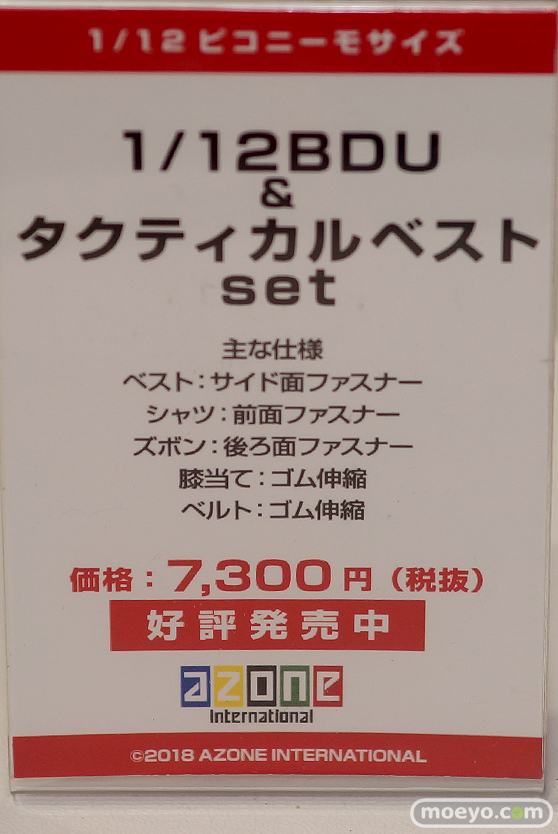 1/12ピコニーモサイズ
1/12BDU
&
タクティカルベスト
set
主な仕様
ベスト：サイド面ファスナー
シャツ：前面ファスナー
ズボン：後ろ面ファスナー
膝当て：ゴム伸縮
ベルト：ゴム伸縮
価格：7,300円（税抜）
好評発売中
azone
international
©2018 AZONE INTERNATIONAL
moeyo.com